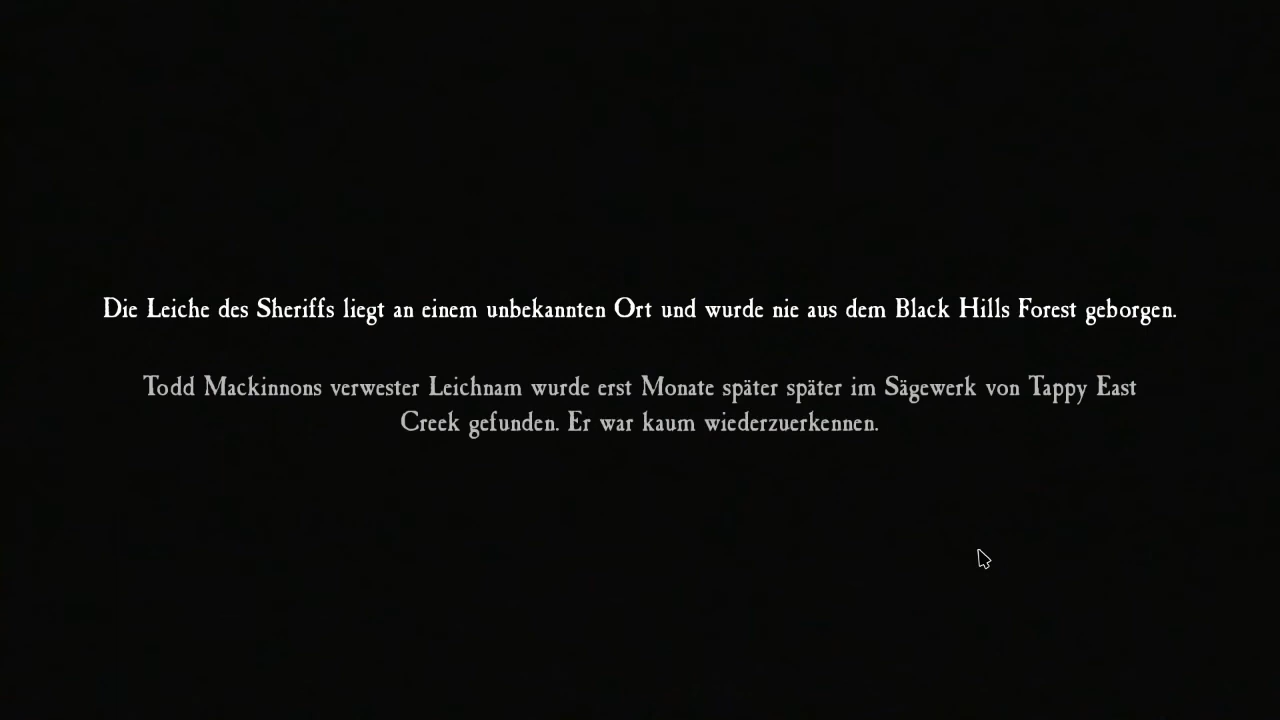 Die Leiche des Sheriffs liegt an einem unbekannten Ort und wurde nie aus dem Black Hills Forest geborgen.
Todd Mackinnons verwester Leichnam wurde erst Monate später später im Sägewerk von Tappy East
Creek gefunden. Er war kaum wiederzuerkennen.